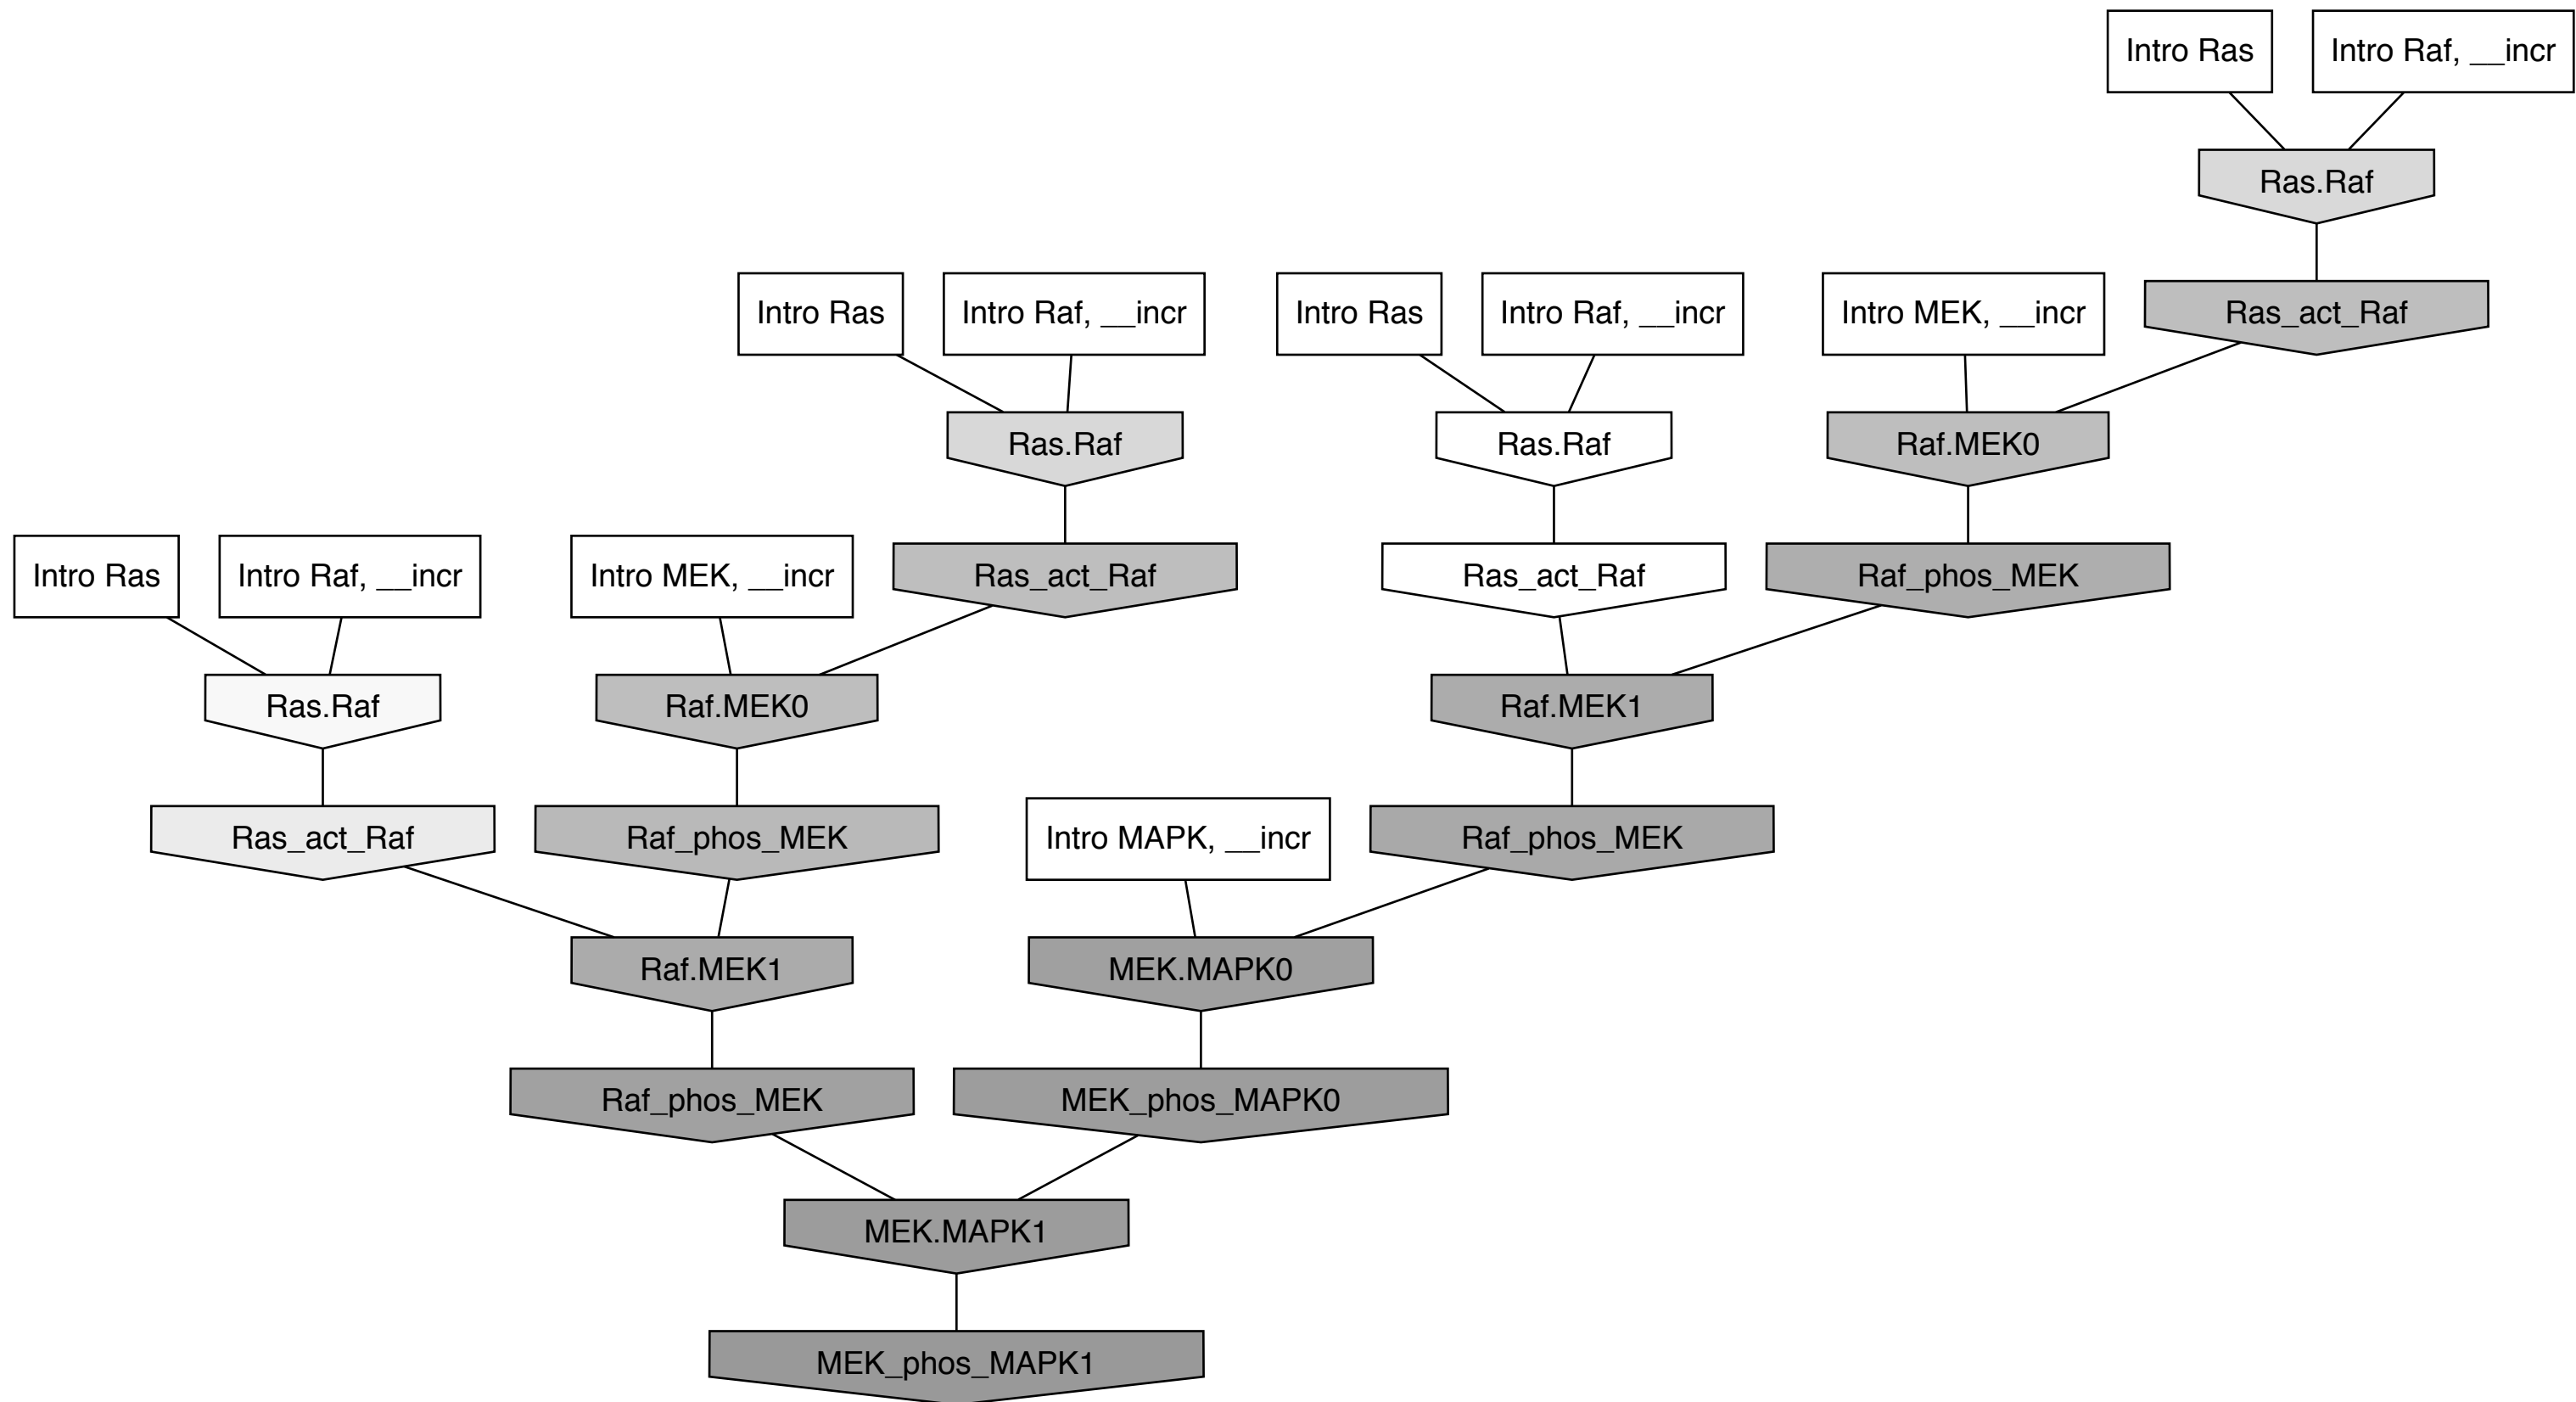 Intro Ras
Intro Raf, __incr
Ras.Raf
Intro Ras
Intro Raf, __incr
Intro Ras
Intro Raf, __incr
Intro MEK, __incr
Ras_act_Raf
Ras.Raf
Ras.Raf
Raf.MEK0
Intro Ras
Intro Raf, __incr
Intro MEK, __incr
Ras_act_Raf
Ras_act_Raf
Raf_phos_MEK
Ras.Raf
Raf.MEK0
Raf.MEK1
Ras_act_Raf
Raf_phos_MEK
Intro MAPK, __incr
Raf_phos_MEK
Raf.MEK1
MEK.MAPK0
Raf_phos_MEK
MEK_phos_MAPK0
MEK.MAPK1
MEK_phos_MAPK1